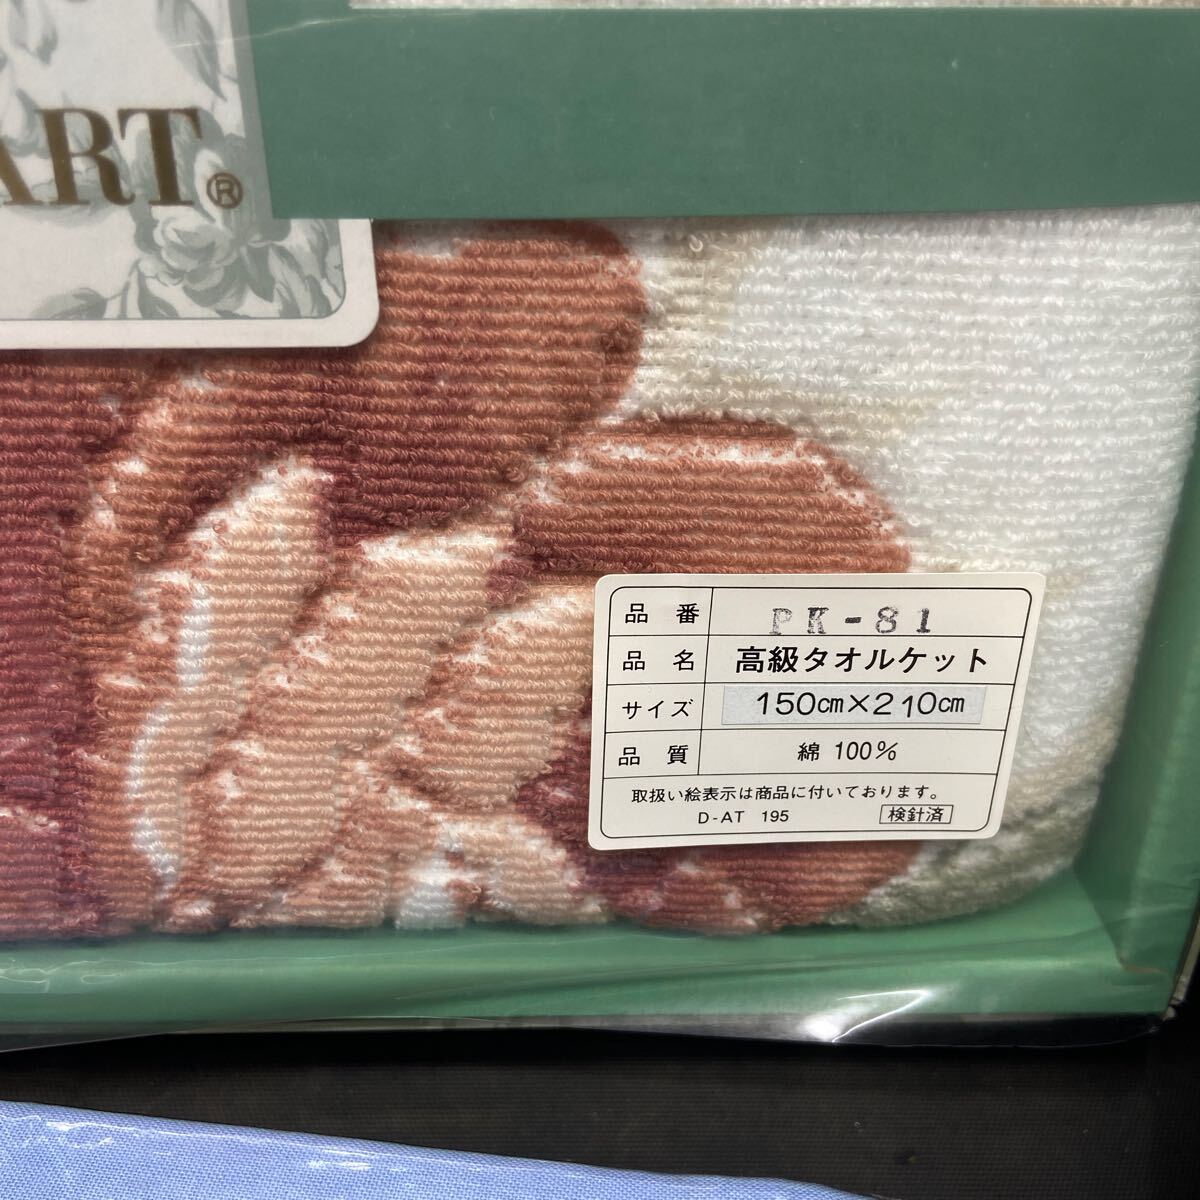 ART®
品番 PK-81
品名 高級タオルケット
サイズ 150cm×210cm
品質 綿 100%
取扱い絵表示は商品に付いております。
D-AT 195 検針済